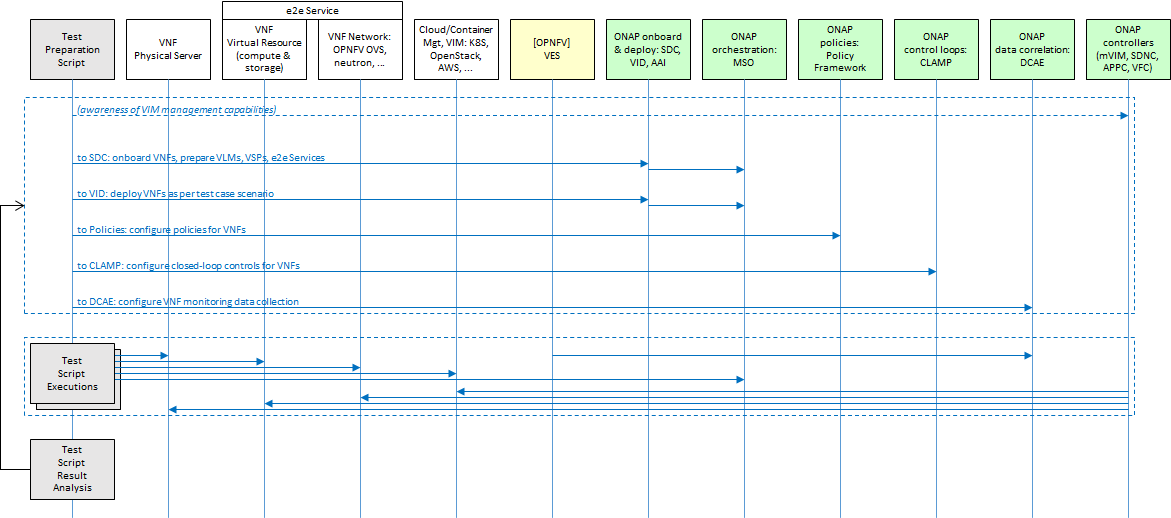 e2e Service
Test
Preparation
Script
VNF
Physical Server
VNF
Virtual Resource
(compute &
storage)
VNF Network:
OPNFV OVS,
neutron, ...
Cloud/Container
Mgt, VIM: K8S,
OpenStack,
AWS, ...
[OPNFV]
VES
ONAP onboard
& deploy: SDC,
VID, AAI
ONAP
orchestration:
MSO
ONAP
policies:
Policy
Framework
ONAP
control loops:
CLAMP
ONAP
data correlation:
DCAE
ONAP
controllers
(mVIM, SDNC,
APPC, VFC)
(awareness of VIM management capabilities)
to SDC: onboard VNFs, prepare VLMs, VSPs, e2e Services
to VID: deploy VNFs as per test case scenario
to Policies: configure policies for VNFs
to CLAMP: configure closed-loop controls for VNFs
to DCAE: configure VNF monitoring data collection
Test
Script
Executions
Test
Script
Result
Analysis